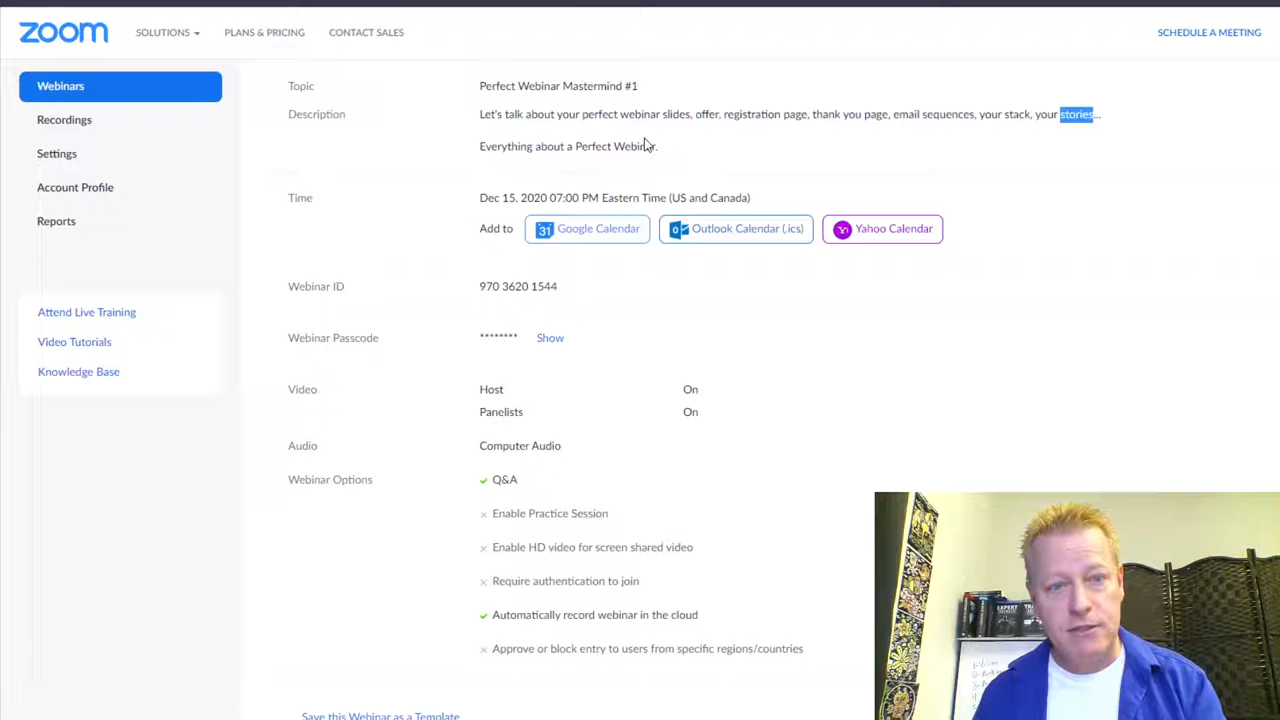 zoom SOLUTIONS PLANS & PRICING CONTACT SALES SCHEDULE A MEETING
Webinars
Recordings
Settings
Account Profile
Reports
Attend Live Training
Video Tutorials
Knowledge Base
Topic Perfect Webinar Mastermind #1
Description Let's talk about your perfect webinar slides, offer, registration page, thank you page, email sequences, your stack, your stories...
Everything about a Perfect Webinar.
Time Dec 15, 2020 07:00 PM Eastern Time (US and Canada)
Add to 31 Google Calendar Outlook Calendar (.ics) Yahoo Calendar
Webinar ID 970 3620 1544
Webinar Passcode ******** Show
Video Host On
Panelists On
Audio Computer Audio
Webinar Options Q&A
Enable Practice Session
Enable HD video for screen shared video
Require authentication to join
Automatically record webinar in the cloud
Approve or block entry to users from specific regions/countries
Save this Webinar as a Template
EXPERT